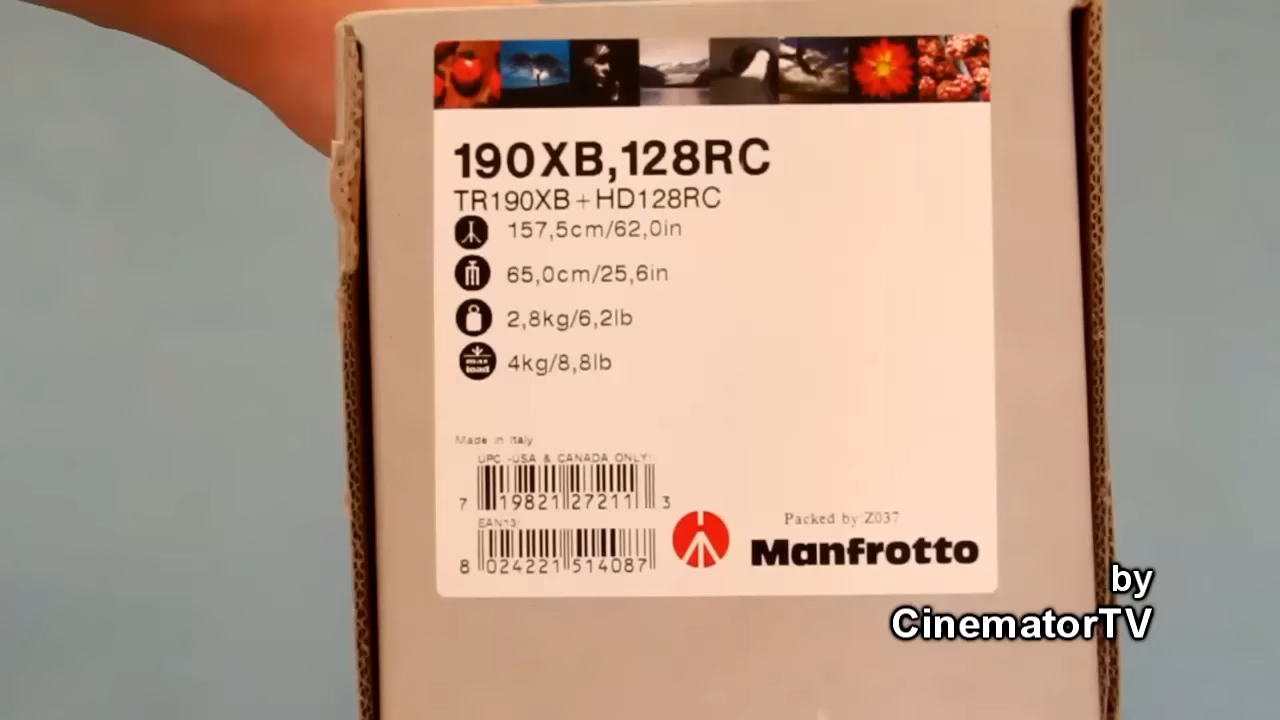 190XB,128RC
TR190XB+HD128RC
157,5cm/62,0in
65,0cm/25,6in
2,8kg/6,2lb
max load
4kg/8,8lb
Made in Italy
UPC -USA & CANADA ONLY:
7 19821 27211 3
EAN13:
8 024221 514087
Packed by:Z037
Manfrotto
by
CinematorTV